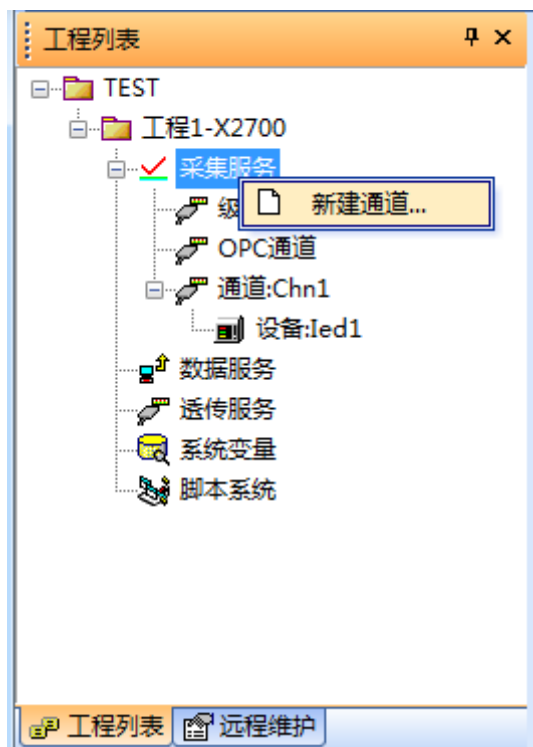 工程列表
TEST
工程1-X2700
采集服务
级
新建通道...
OPC通道
通道:Chn1
设备:Ied1
数据服务
透传服务
系统变量
脚本系统
工程列表 远程维护